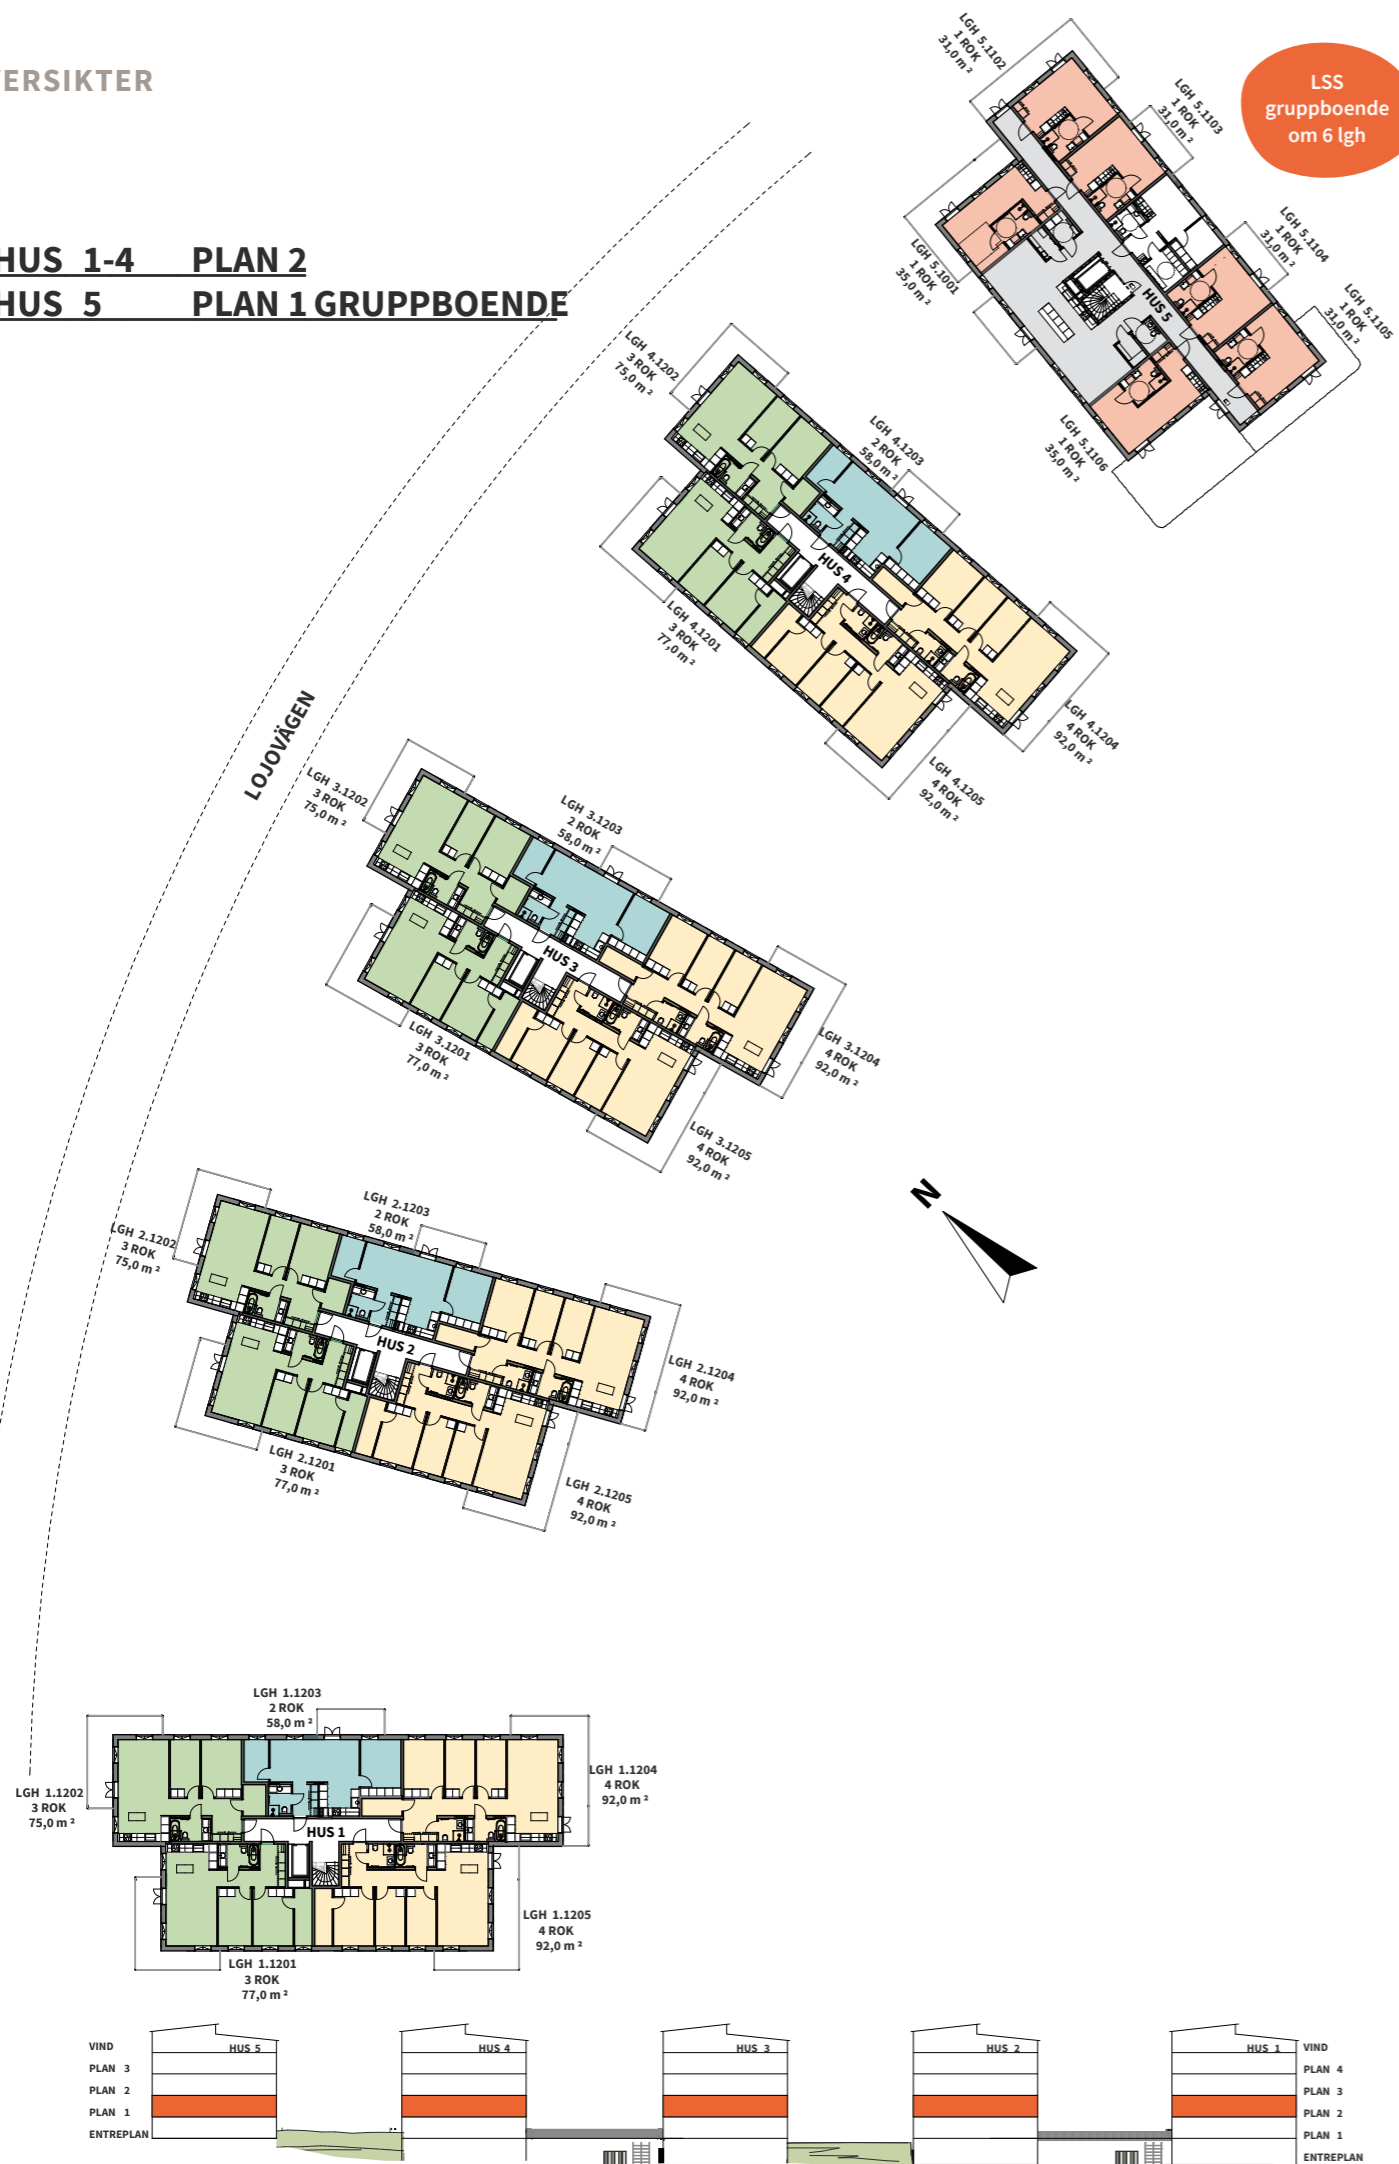 VERSIKTER
HUS 1-4 PLAN 2
HUS 5 PLAN 1 GRUPPBOENDE
LSS
gruppboende
om 6 lgh
LGH 5.1102
1 ROK
31,0 m²
LGH 5.1103
1 ROK
31,0 m²
LGH 5.1104
1 ROK
31,0 m²
LGH 5.1105
1 ROK
31,0 m²
LGH 5.1001
1 ROK
35,0 m²
LGH 5.1106
1 ROK
35,0 m²
HUS 5
LGH 4.1202
3 ROK
75,0 m²
LGH 4.1203
2 ROK
58,0 m²
HUS 4
LGH 4.1201
3 ROK
77,0 m²
LGH 4.1204
4 ROK
92,0 m²
LGH 4.1205
4 ROK
92,0 m²
LOJOVÄGEN
LGH 3.1202
3 ROK
75,0 m²
LGH 3.1203
2 ROK
58,0 m²
HUS 3
LGH 3.1201
3 ROK
77,0 m²
LGH 3.1204
4 ROK
92,0 m²
LGH 3.1205
4 ROK
92,0 m²
N
LGH 2.1202
3 ROK
75,0 m²
LGH 2.1203
2 ROK
58,0 m²
HUS 2
LGH 2.1204
4 ROK
92,0 m²
LGH 2.1201
3 ROK
77,0 m²
LGH 2.1205
4 ROK
92,0 m²
LGH 1.1203
2 ROK
58,0 m²
LGH 1.1202
3 ROK
75,0 m²
LGH 1.1204
4 ROK
92,0 m²
HUS 1
LGH 1.1205
4 ROK
92,0 m²
LGH 1.1201
3 ROK
77,0 m²
VIND
PLAN 3
PLAN 2
PLAN 1
ENTREPLAN
HUS 5
HUS 4
HUS 3
HUS 2
HUS 1
VIND
PLAN 4
PLAN 3
PLAN 2
PLAN 1
ENTREPLAN